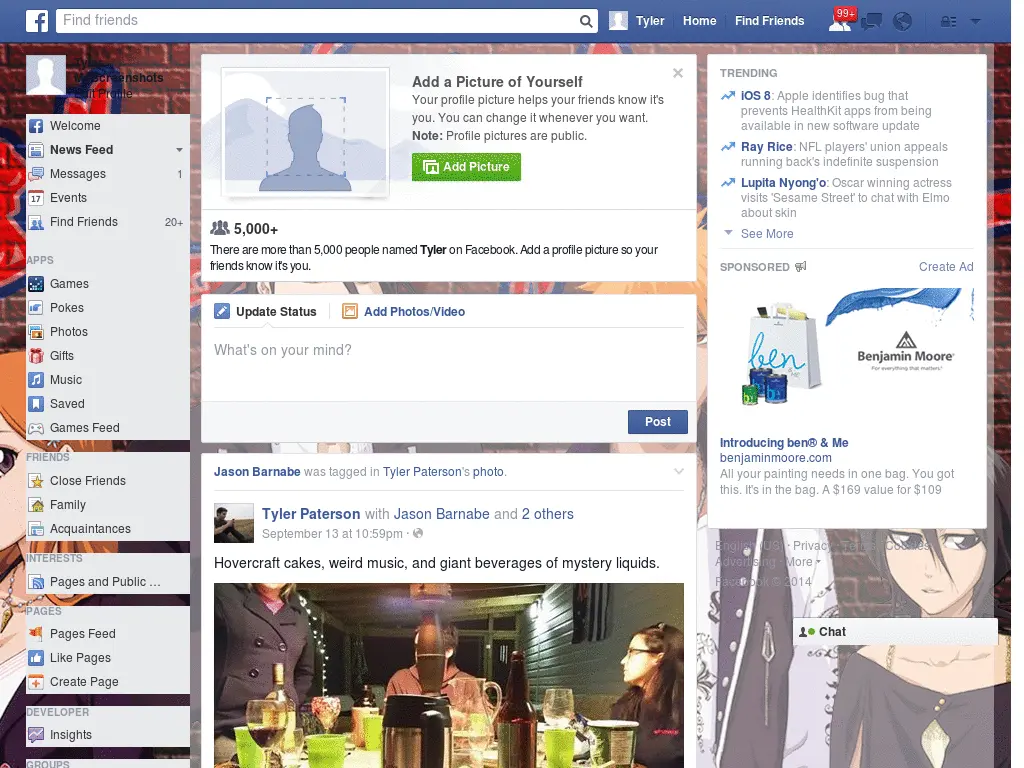 Find friends
Tyler
Home
Find Friends
99+
Screenshots
Edit Profile
Welcome
News Feed
Messages 1
Events
Find Friends 20+
APPS
Games
Pokes
Photos
Gifts
Music
Saved
Games Feed
FRIENDS
Close Friends
Family
Acquaintances
INTERESTS
Pages and Public ...
PAGES
Pages Feed
Like Pages
Create Page
DEVELOPER
Insights
GROUPS
Add a Picture of Yourself
Your profile picture helps your friends know it's
you. You can change it whenever you want.
Note: Profile pictures are public.
Add Picture
5,000+
There are more than 5,000 people named Tyler on Facebook. Add a profile picture so your
friends know it's you.
Update Status
Add Photos/Video
What's on your mind?
Post
Jason Barnabe was tagged in Tyler Paterson's photo.
Tyler Paterson with Jason Barnabe and 2 others
September 13 at 10:59pm ·
Hovercraft cakes, weird music, and giant beverages of mystery liquids.
TRENDING
iOS 8: Apple identifies bug that
prevents HealthKit apps from being
available in new software update
Ray Rice: NFL players' union appeals
running back's indefinite suspension
Lupita Nyong'o: Oscar winning actress
visits 'Sesame Street' to chat with Elmo
about skin
See More
SPONSORED
Create Ad
ben
Benjamin Moore®
For everything that matters.™
Introducing ben® & Me
benjaminmoore.com
All your painting needs in one bag. You got
this. It's in the bag. A $169 value for $109
English (US) · Privacy · Terms · Cookies ·
Advertising · More
Facebook © 2014
Chat